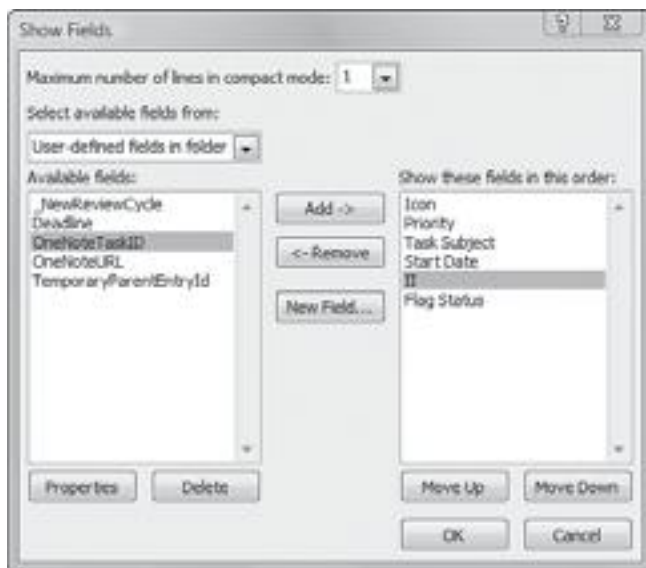 Show Fields
Maximum number of lines in compact mode: 1
Select available fields from:
User-defined fields in folder
Available fields:
_NewReviewCycle
Deadline
OneNoteTaskID
OneNoteURL
TemporaryParentEntryId
Add ->
<- Remove
New Field...
Show these fields in this order:
Icon
Priority
Task Subject
Start Date
II
Flag Status
Properties
Delete
Move Up
Move Down
OK
Cancel